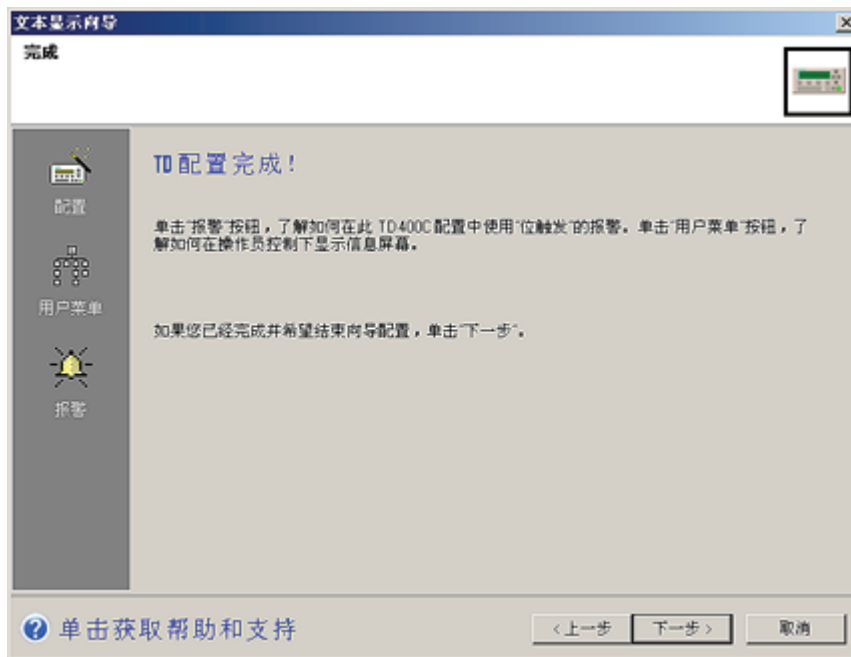 文本显示向导
完成
配置
用户菜单
报警
TD 配置完成!
单击“报警”按钮，了解如何在此 TD400C 配置中使用“位触发”的报警。单击“用户菜单”按钮，了
解如何在操作员控制下显示信息屏幕。
如果您已经完成并希望结束向导配置，单击“下一步”。
单击获取帮助和支持
<上一步
下一步>
取消